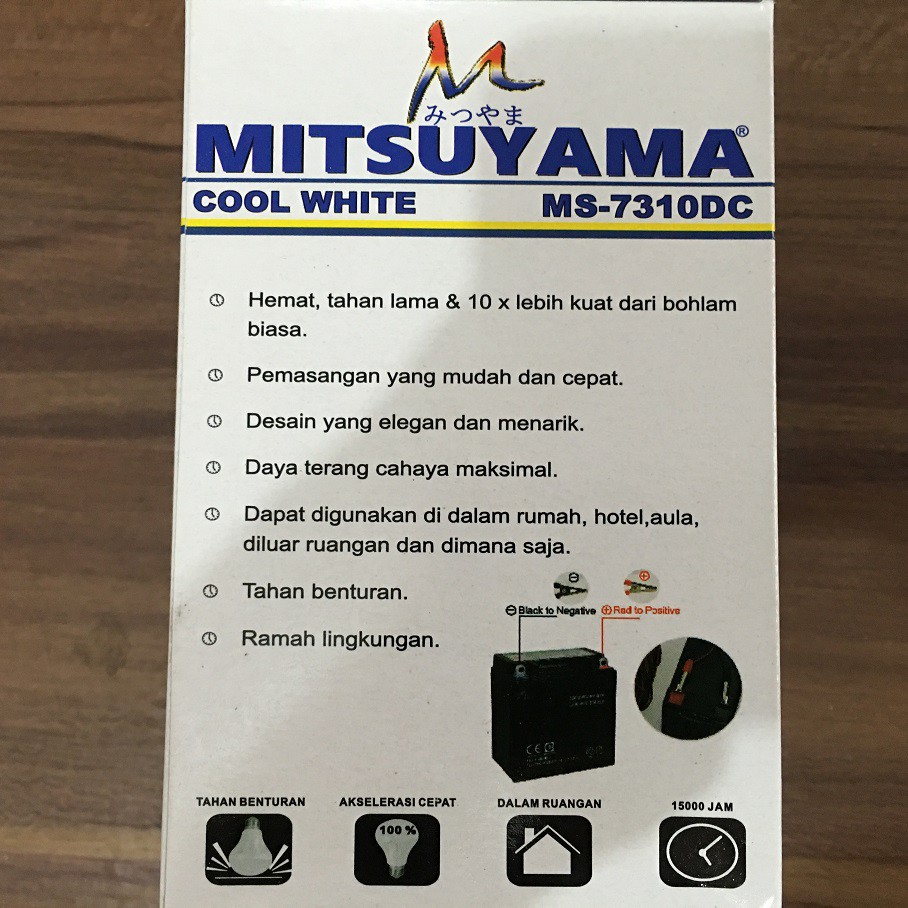 みつやま
MITSUYAMA®
COOL WHITE MS-7310DC
Hemat, tahan lama & 10 x lebih kuat dari bohlam
biasa.
Pemasangan yang mudah dan cepat.
Desain yang elegan dan menarik.
Daya terang cahaya maksimal.
Dapat digunakan di dalam rumah, hotel,aula,
diluar ruangan dan dimana saja.
Tahan benturan.
Ramah lingkungan.
⊖ Black to Negative ⊕ Red to Positive
CE
TAHAN BENTURAN AKSELERASI CEPAT DALAM RUANGAN 15000 JAM
100 %